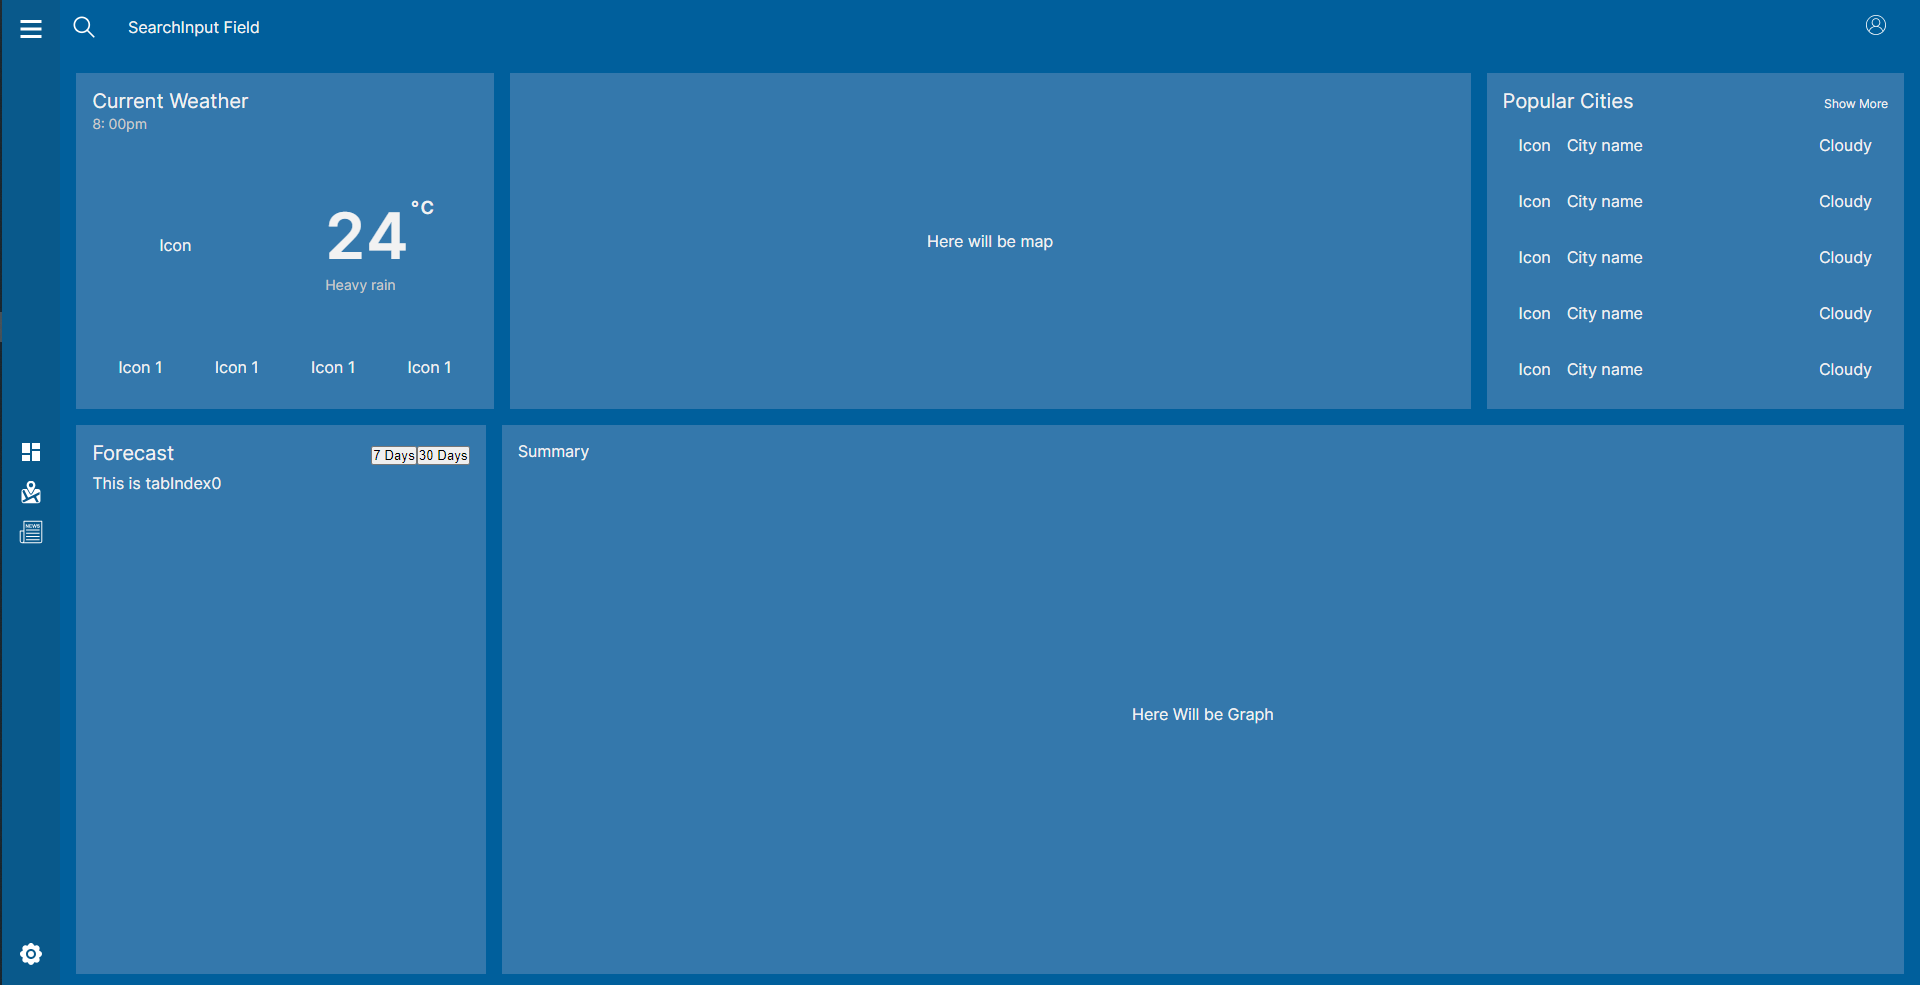 SearchInput Field
Current Weather
8: 00pm
Icon
24 °C
Heavy rain
Icon 1 Icon 1 Icon 1 Icon 1
Here will be map
Popular Cities Show More
Icon City name Cloudy
Icon City name Cloudy
Icon City name Cloudy
Icon City name Cloudy
Icon City name Cloudy
NEWS
Forecast 7 Days 30 Days
This is tabIndex0
Summary
Here Will be Graph